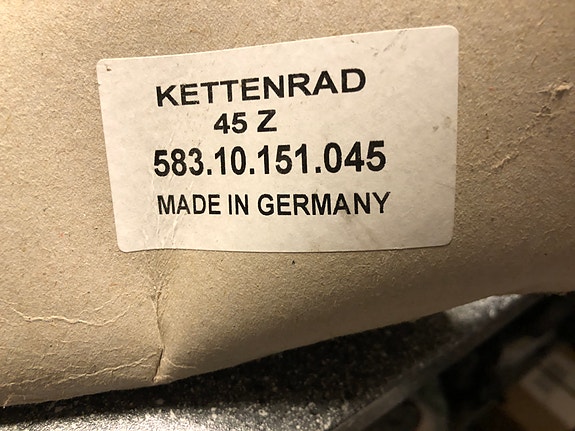 KETTENRAD
45 Z
583.10.151.045
MADE IN GERMANY